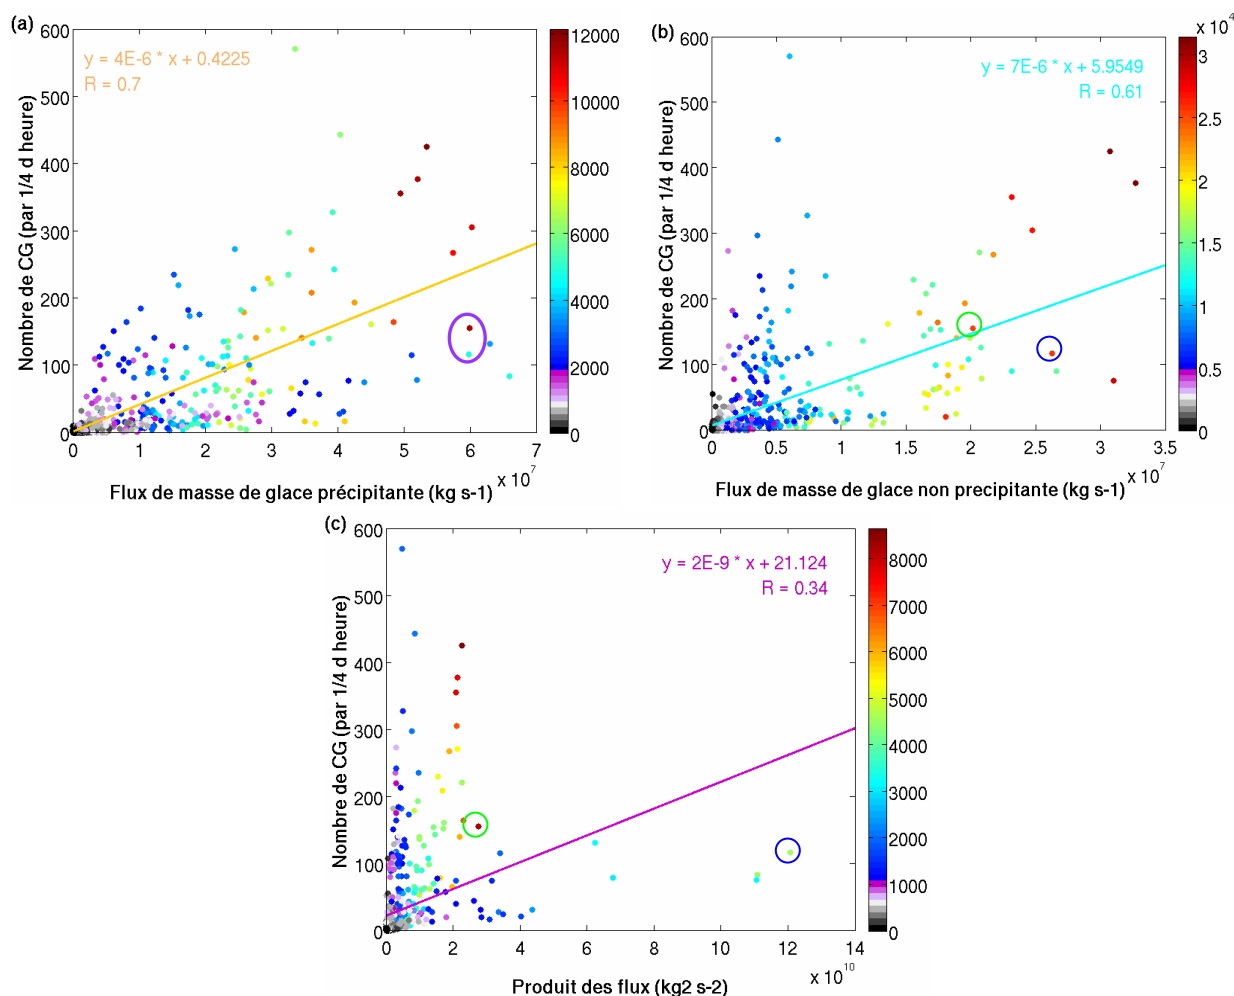 (a)
600
500
400
300
200
100
0
Nombre de CG (par 1/4 d heure)
y = 4E-6 * x + 0.4225
R = 0.7
0 1 2 3 4 5 6 7
x 10^7
Flux de masse de glace précipitante (kg s-1)
12000
10000
8000
6000
4000
2000
0
(b)
600
500
400
300
200
100
0
Nombre de CG (par 1/4 d heure)
y = 7E-6 * x + 5.9549
R = 0.61
0 0.5 1 1.5 2 2.5 3 3.5
x 10^7
Flux de masse de glace non precipitante (kg s-1)
x 10^4
3
2.5
2
1.5
1
0.5
0
(c)
600
500
400
300
200
100
0
Nombre de CG (par 1/4 d heure)
y = 2E-9 * x + 21.124
R = 0.34
0 2 4 6 8 10 12 14
x 10^10
Produit des flux (kg2 s-2)
8000
7000
6000
5000
4000
3000
2000
1000
0